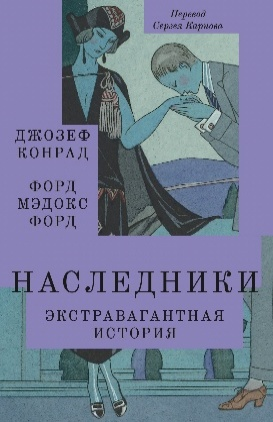 Перевод
Сергея Карпова
ДЖОЗЕФ
КОНРАД
ФОРД
МЭДОКС
ФОРД
НАСЛЕДНИКИ
ЭКСТРАВАГАНТНАЯ
ИСТОРИЯ